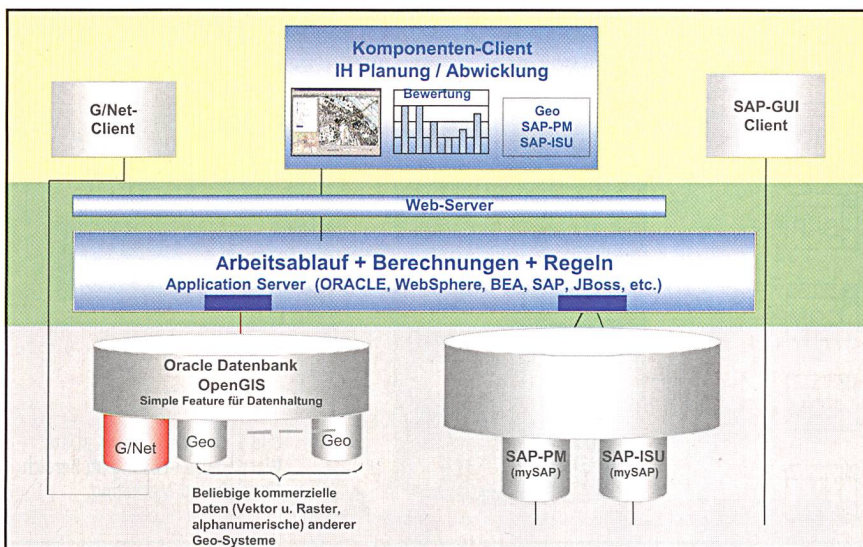 Komponenten-Client
IH Planung / Abwicklung
Bewertung
Geo
SAP-PM
SAP-ISU
G/Net-
Client
SAP-GUI
Client
Web-Server
Arbeitsablauf + Berechnungen + Regeln
Application Server (ORACLE, WebSphere, BEA, SAP, JBoss, etc.)
Oracle Datenbank
OpenGIS
Simple Feature für Datenhaltung
G/Net
Geo
Geo
SAP-PM
(mySAP)
SAP-ISU
(mySAP)
Beliebige kommerzielle
Daten (Vektor u. Raster,
alphanumerische) anderer
Geo-Systeme